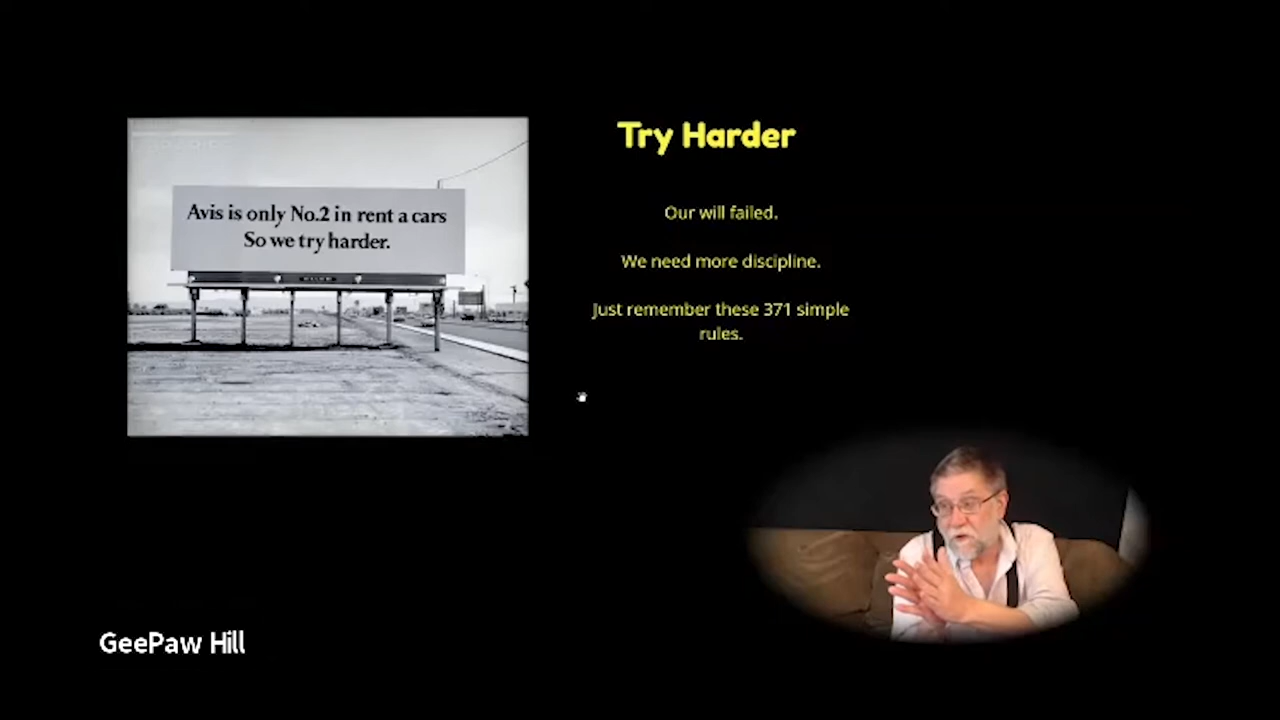 Avis is only No.2 in rent a cars
So we try harder.
Try Harder
Our will failed.
We need more discipline.
Just remember these 371 simple
rules.
GeePaw Hill